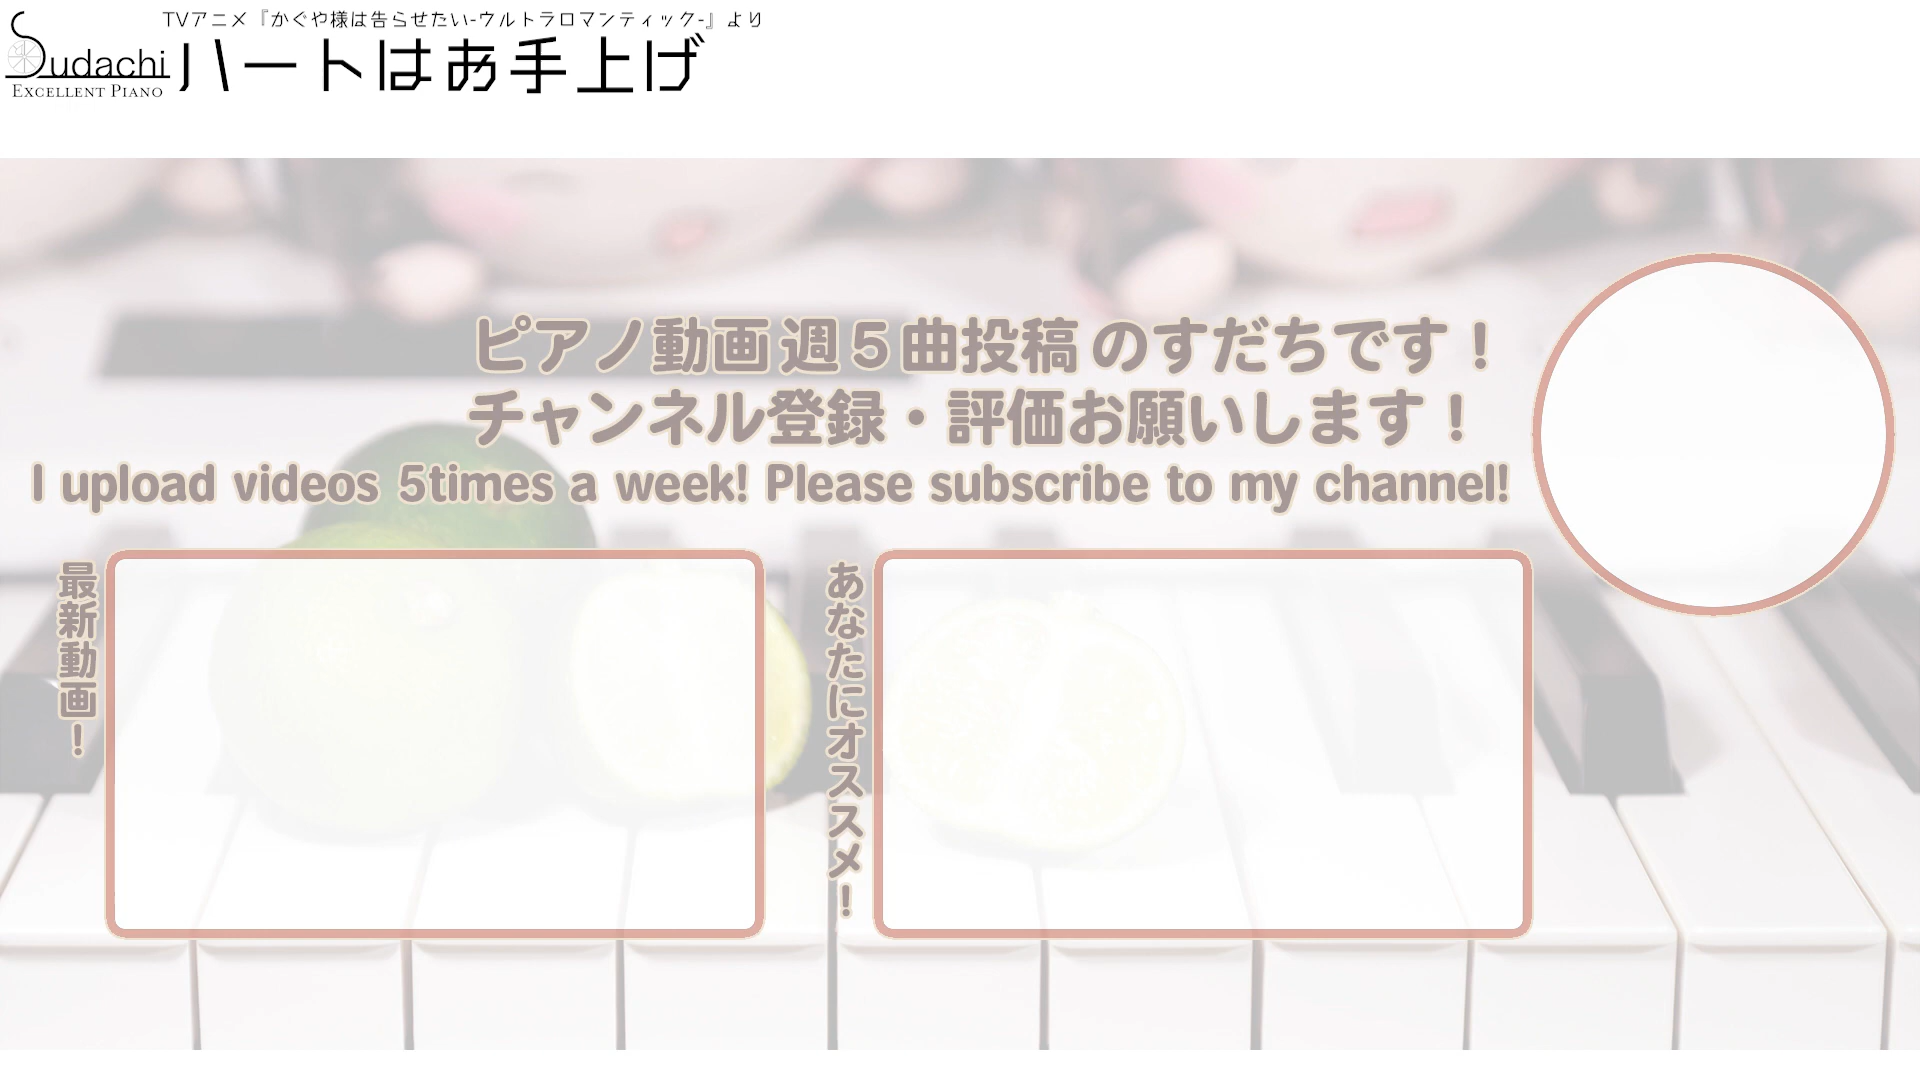 TVアニメ『かぐや様は告らせたい-ウルトラロマンティック-』より
Sudachi
EXCELLENT PIANO
ハートはお手上げ
ピアノ動画週５曲投稿のすだちです！
チャンネル登録・評価お願いします！
I upload videos 5times a week! Please subscribe to my channel!
最新動画！
あなたにオススメ！